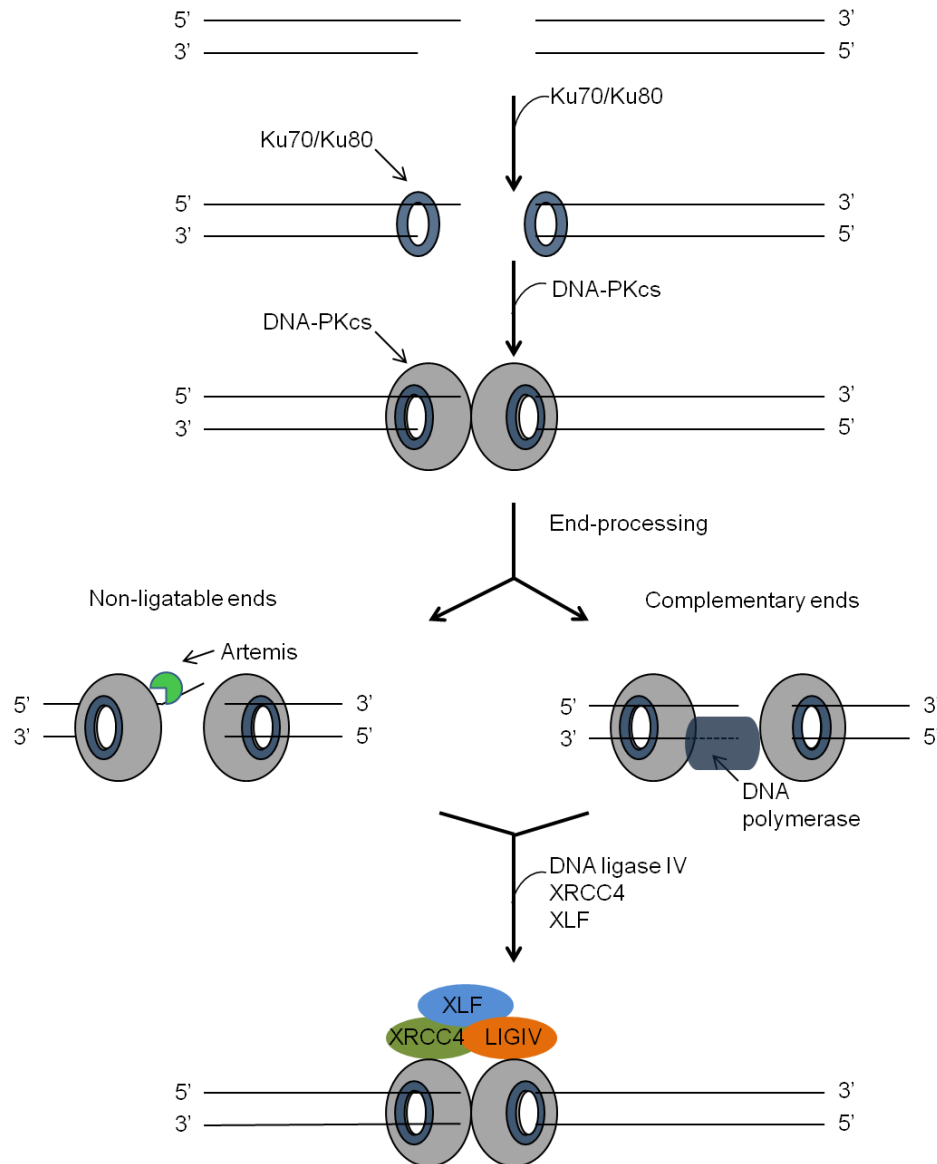 5’ 3’
3’ 5’
Ku70/Ku80
Ku70/Ku80
5’ 3’
3’ 5’
DNA-PKcs
DNA-PKcs
5’ 3’
3’ 5’
End-processing
Non-ligatable ends
Complementary ends
Artemis
5’ 3’
3’ 5’
5’ 3’
3’ 5’
DNA
polymerase
DNA ligase IV
XRCC4
XLF
XLF
XRCC4 LIGIV
5’ 3’
3’ 5’